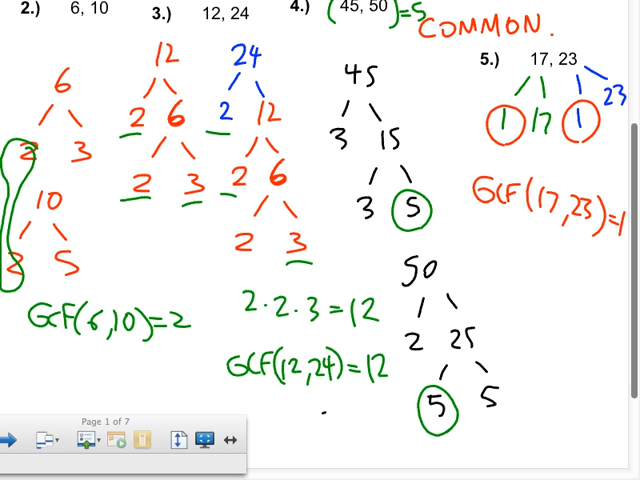 2.) 6, 10
3.) 12, 24
4.) (45, 50)=5
COMMON.
5.) 17, 23
6
2 3
10
2 5
GCF(6,10)=2
12
2 6
2 3
24
2 12
2 6
2 3
2·2·3=12
GCF(12,24)=12
45
3 15
3 5
50
2 25
5 5
1 17 1 23
GCF(17,23)=1
Page 1 of 7